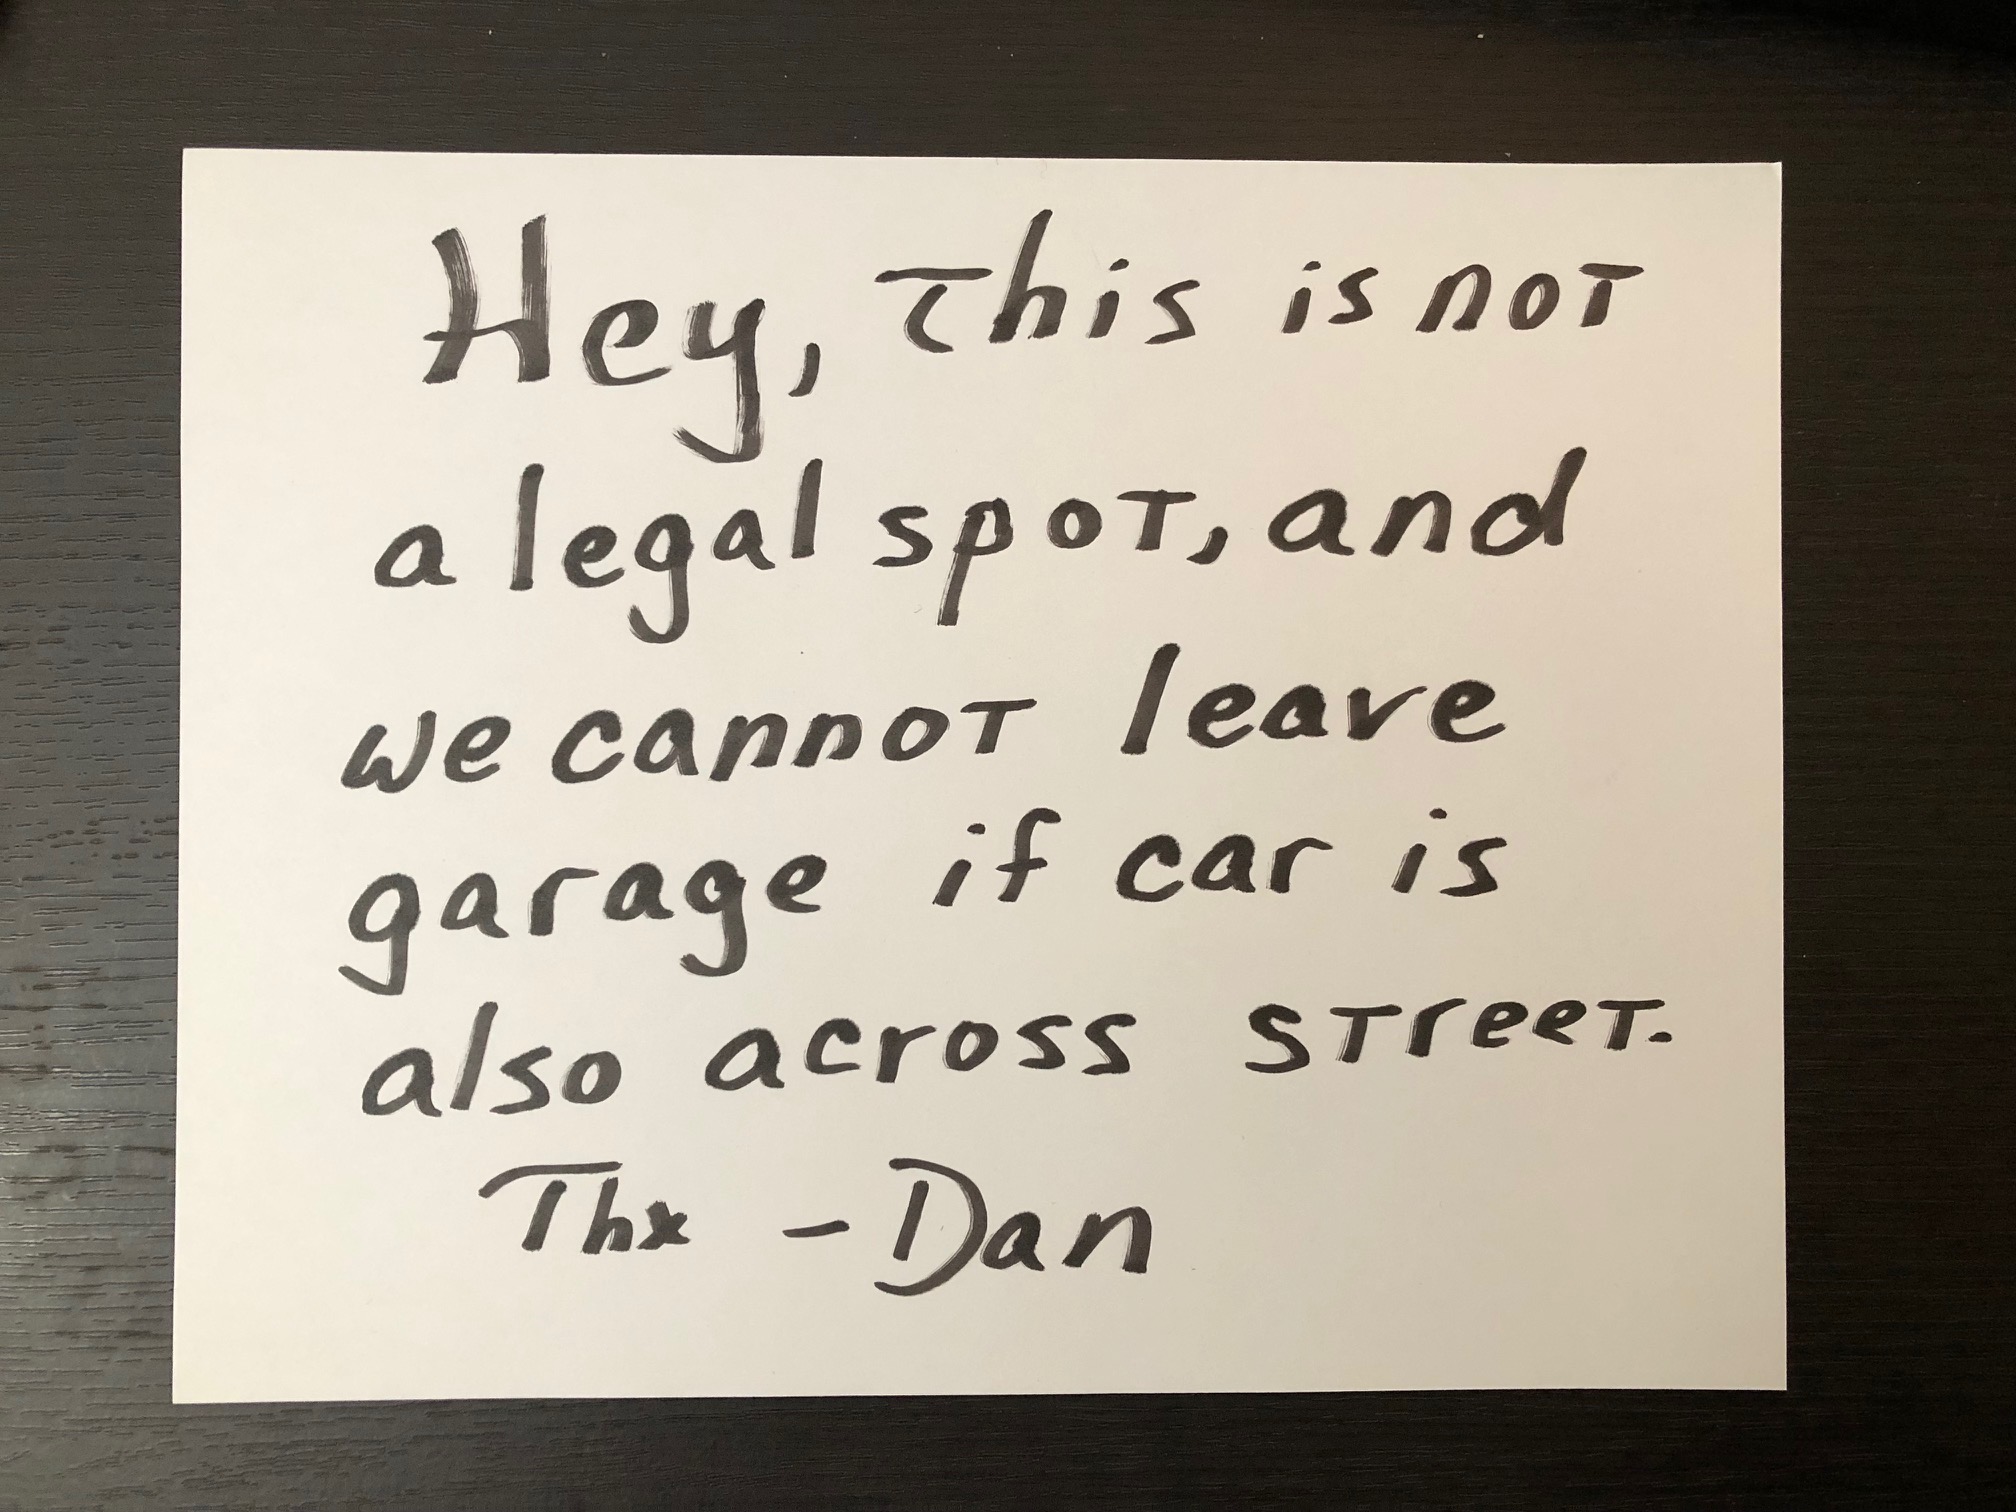 Hey, this is not
a legal spot, and
we cannot leave
garage if car is
also across street.
Thx - Dan